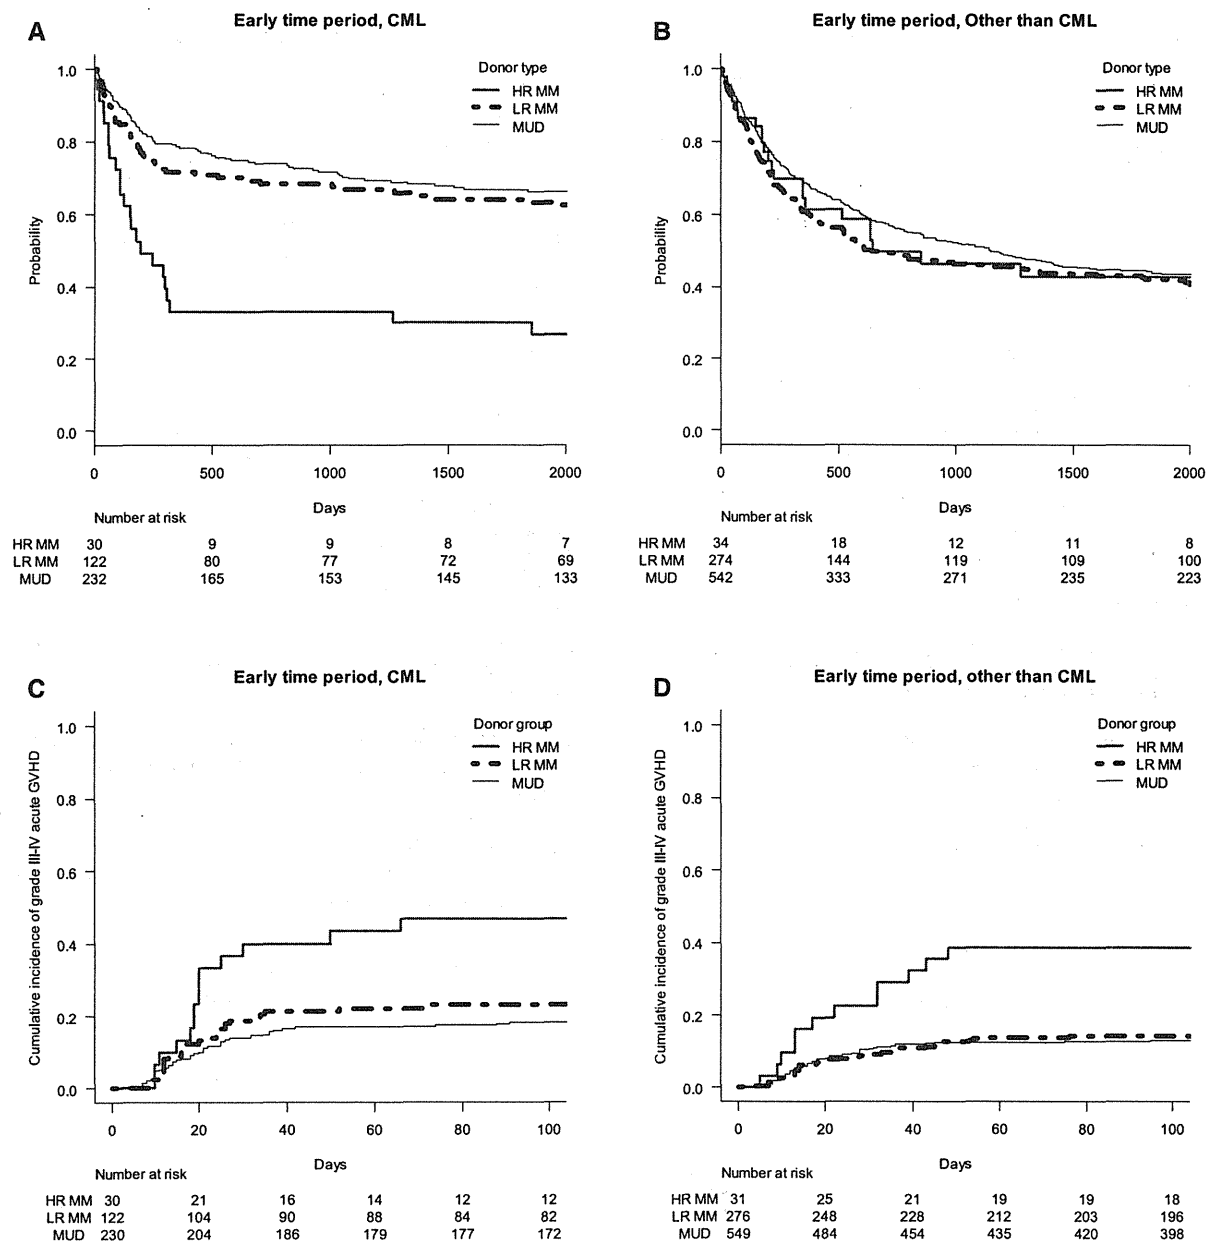 A
Early time period, CML
Probability
1.0
0.8
0.6
0.4
0.2
0.0
Donor type
HR MM
LR MM
MUD
0 500 1000 1500 2000
Days
Number at risk
HR MM 30 9 9 8 7
LR MM 122 80 77 72 69
MUD 232 165 153 145 133
B
Early time period, Other than CML
Probability
1.0
0.8
0.6
0.4
0.2
0.0
Donor type
HR MM
LR MM
MUD
0 500 1000 1500 2000
Days
Number at risk
HR MM 34 18 12 11 8
LR MM 274 144 119 109 100
MUD 542 333 271 235 223
C
Early time period, CML
Cumulative incidence of grade III-IV acute GVHD
1.0
0.8
0.6
0.4
0.2
0.0
Donor group
HR MM
LR MM
MUD
0 20 40 60 80 100
Days
Number at risk
HR MM 30 21 16 14 12 12
LR MM 122 104 90 88 84 82
MUD 230 204 186 179 177 172
D
Early time period, other than CML
Cumulative incidence of grade III-IV acute GVHD
1.0
0.8
0.6
0.4
0.2
0.0
Donor group
HR MM
LR MM
MUD
0 20 40 60 80 100
Days
Number at risk
HR MM 31 25 21 19 19 18
LR MM 276 248 228 212 203 196
MUD 549 484 454 435 420 398